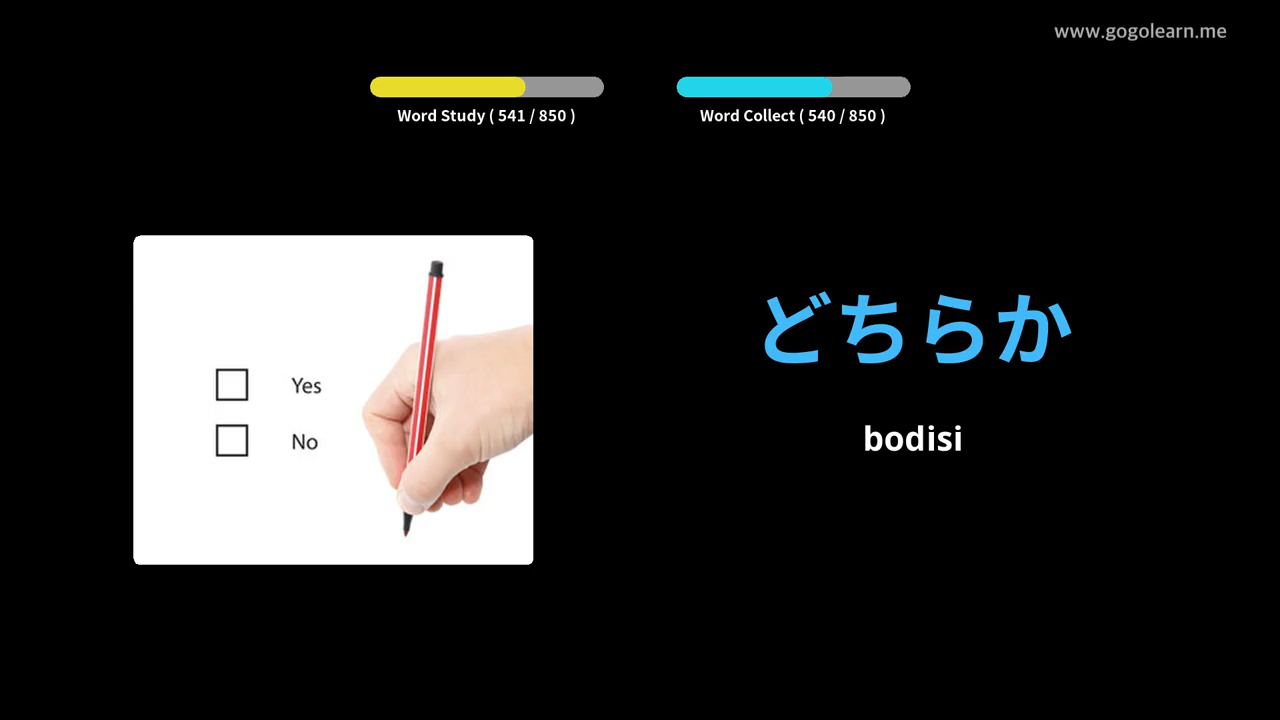 www.gogolearn.me
Word Study ( 541 / 850 )
Word Collect ( 540 / 850 )
Yes
No
どちらか
bodisi